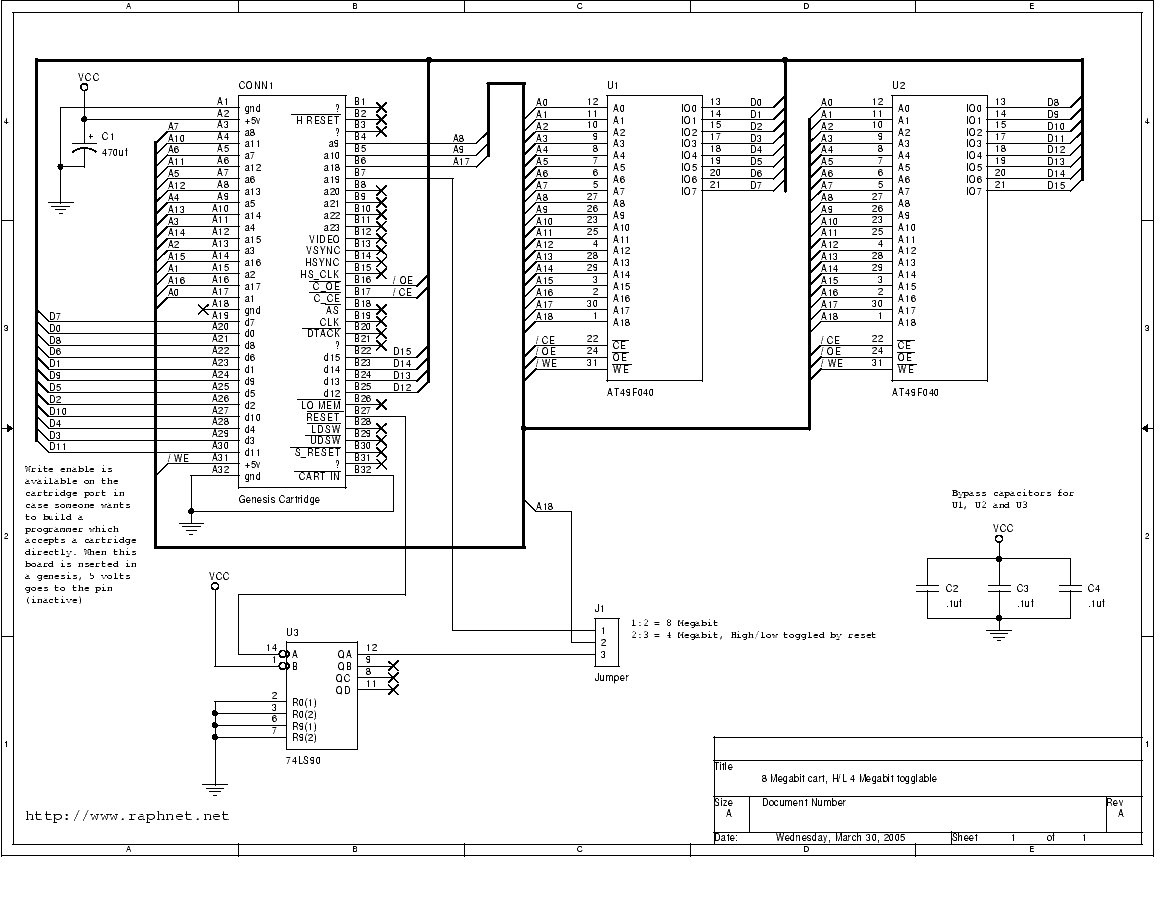 A B C D E
4 4
3 3
2 2
1 1
VCC
C1
+
470uf
CONN1
A1 gnd ? B1
A2 +5v H RESET B2
A7 A3 a8 ? B3
A10 A4 a11 a9 B4 A8
A6 A5 a7 a10 B5 A9
A11 A6 a12 a18 B6 A17
A5 A7 a6 a19 B7
A12 A8 a13 a20 B8
A4 A9 a5 a21 B9
A13 A10 a14 a22 B10
A3 A11 a4 a23 B11
A14 A12 a15 VIDEO B12
A2 A13 a3 VSYNC B13
A15 A14 a16 HSYNC B14
A1 A15 a2 HS_CLK B15
A16 A16 a17 C_OE B16 / OE
A0 A17 a1 C_CE B17 / CE
A18 gnd AS B18
D7 A19 d7 CLK B19
D0 A20 d0 DTACK B20
D8 A21 d8 ? B21
D6 A22 d6 d15 B22 D15
D1 A23 d1 d14 B23 D14
D9 A24 d9 d13 B24 D13
D5 A25 d5 d12 B25 D12
D2 A26 d2 LO MEM B26
D10 A27 d10 RESET B27
D4 A28 d4 LDSW B28
D3 A29 d3 UDSW B29
D11 A30 d11 S_RESET B30
/ WE A31 +5v ? B31
A32 gnd CART IN B32
Genesis Cartridge
U1
A0 12 A0 IO0 13 D0
A1 11 A1 IO1 14 D1
A2 10 A2 IO2 15 D2
A3 9 A3 IO3 17 D3
A4 8 A4 IO4 18 D4
A5 7 A5 IO5 19 D5
A6 6 A6 IO6 20 D6
A7 5 A7 IO7 21 D7
A8 27 A8
A9 26 A9
A10 23 A10
A11 25 A11
A12 4 A12
A13 28 A13
A14 29 A14
A15 3 A15
A16 2 A16
A17 30 A17
A18 1 A18
/ CE 22 CE
/ OE 24 OE
/ WE 31 WE
AT49F040
U2
A0 12 A0 IO0 13 D8
A1 11 A1 IO1 14 D9
A2 10 A2 IO2 15 D10
A3 9 A3 IO3 17 D11
A4 8 A4 IO4 18 D12
A5 7 A5 IO5 19 D13
A6 6 A6 IO6 20 D14
A7 5 A7 IO7 21 D15
A8 27 A8
A9 26 A9
A10 23 A10
A11 25 A11
A12 4 A12
A13 28 A13
A14 29 A14
A15 3 A15
A16 2 A16
A17 30 A17
A18 1 A18
/ CE 22 CE
/ OE 24 OE
/ WE 31 WE
AT49F040
Write enable is
available on the
cartridge port in
case someone wants
to build a
programmer which
accepts a cartridge
directly. When this
board is nserted in
a genesis, 5 volts
goes to the pin
(inactive)
A18
Bypass capacitors for
U1, U2 and U3
VCC
C2 C3 C4
.1uf .1uf .1uf
VCC
J1
1
2
3
Jumper
1:2 = 8 Megabit
2:3 = 4 Megabit, High/low toggled by reset
U3
14 A QA 12
1 B QB 9
QC 8
QD 11
2 R0(1)
3 R0(2)
6 R9(1)
7 R9(2)
74LS90
http://www.raphnet.net
Title
8 Megabit cart, H/L 4 Megabit togglable
Size Document Number Rev
A A
Date: Wednesday, March 30, 2005 Sheet 1 of 1
A B C D E